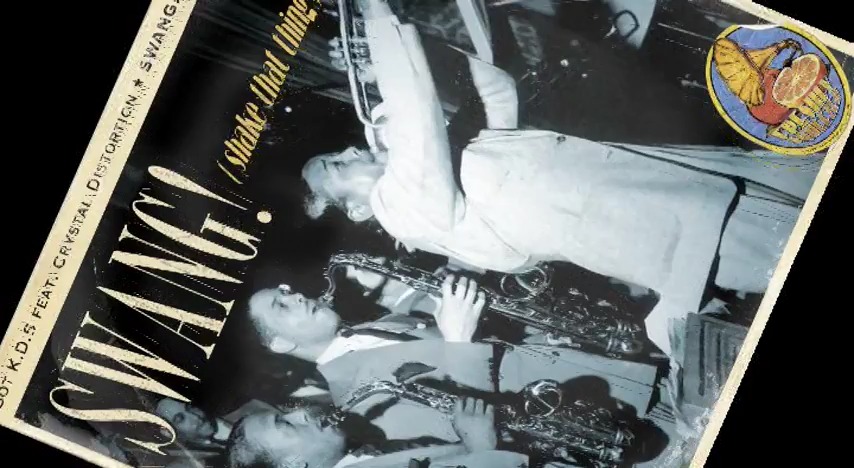 K.D.S FEAT. CRYSTAL DISTORTION * SWANG!
SWANG!
(shake that thing